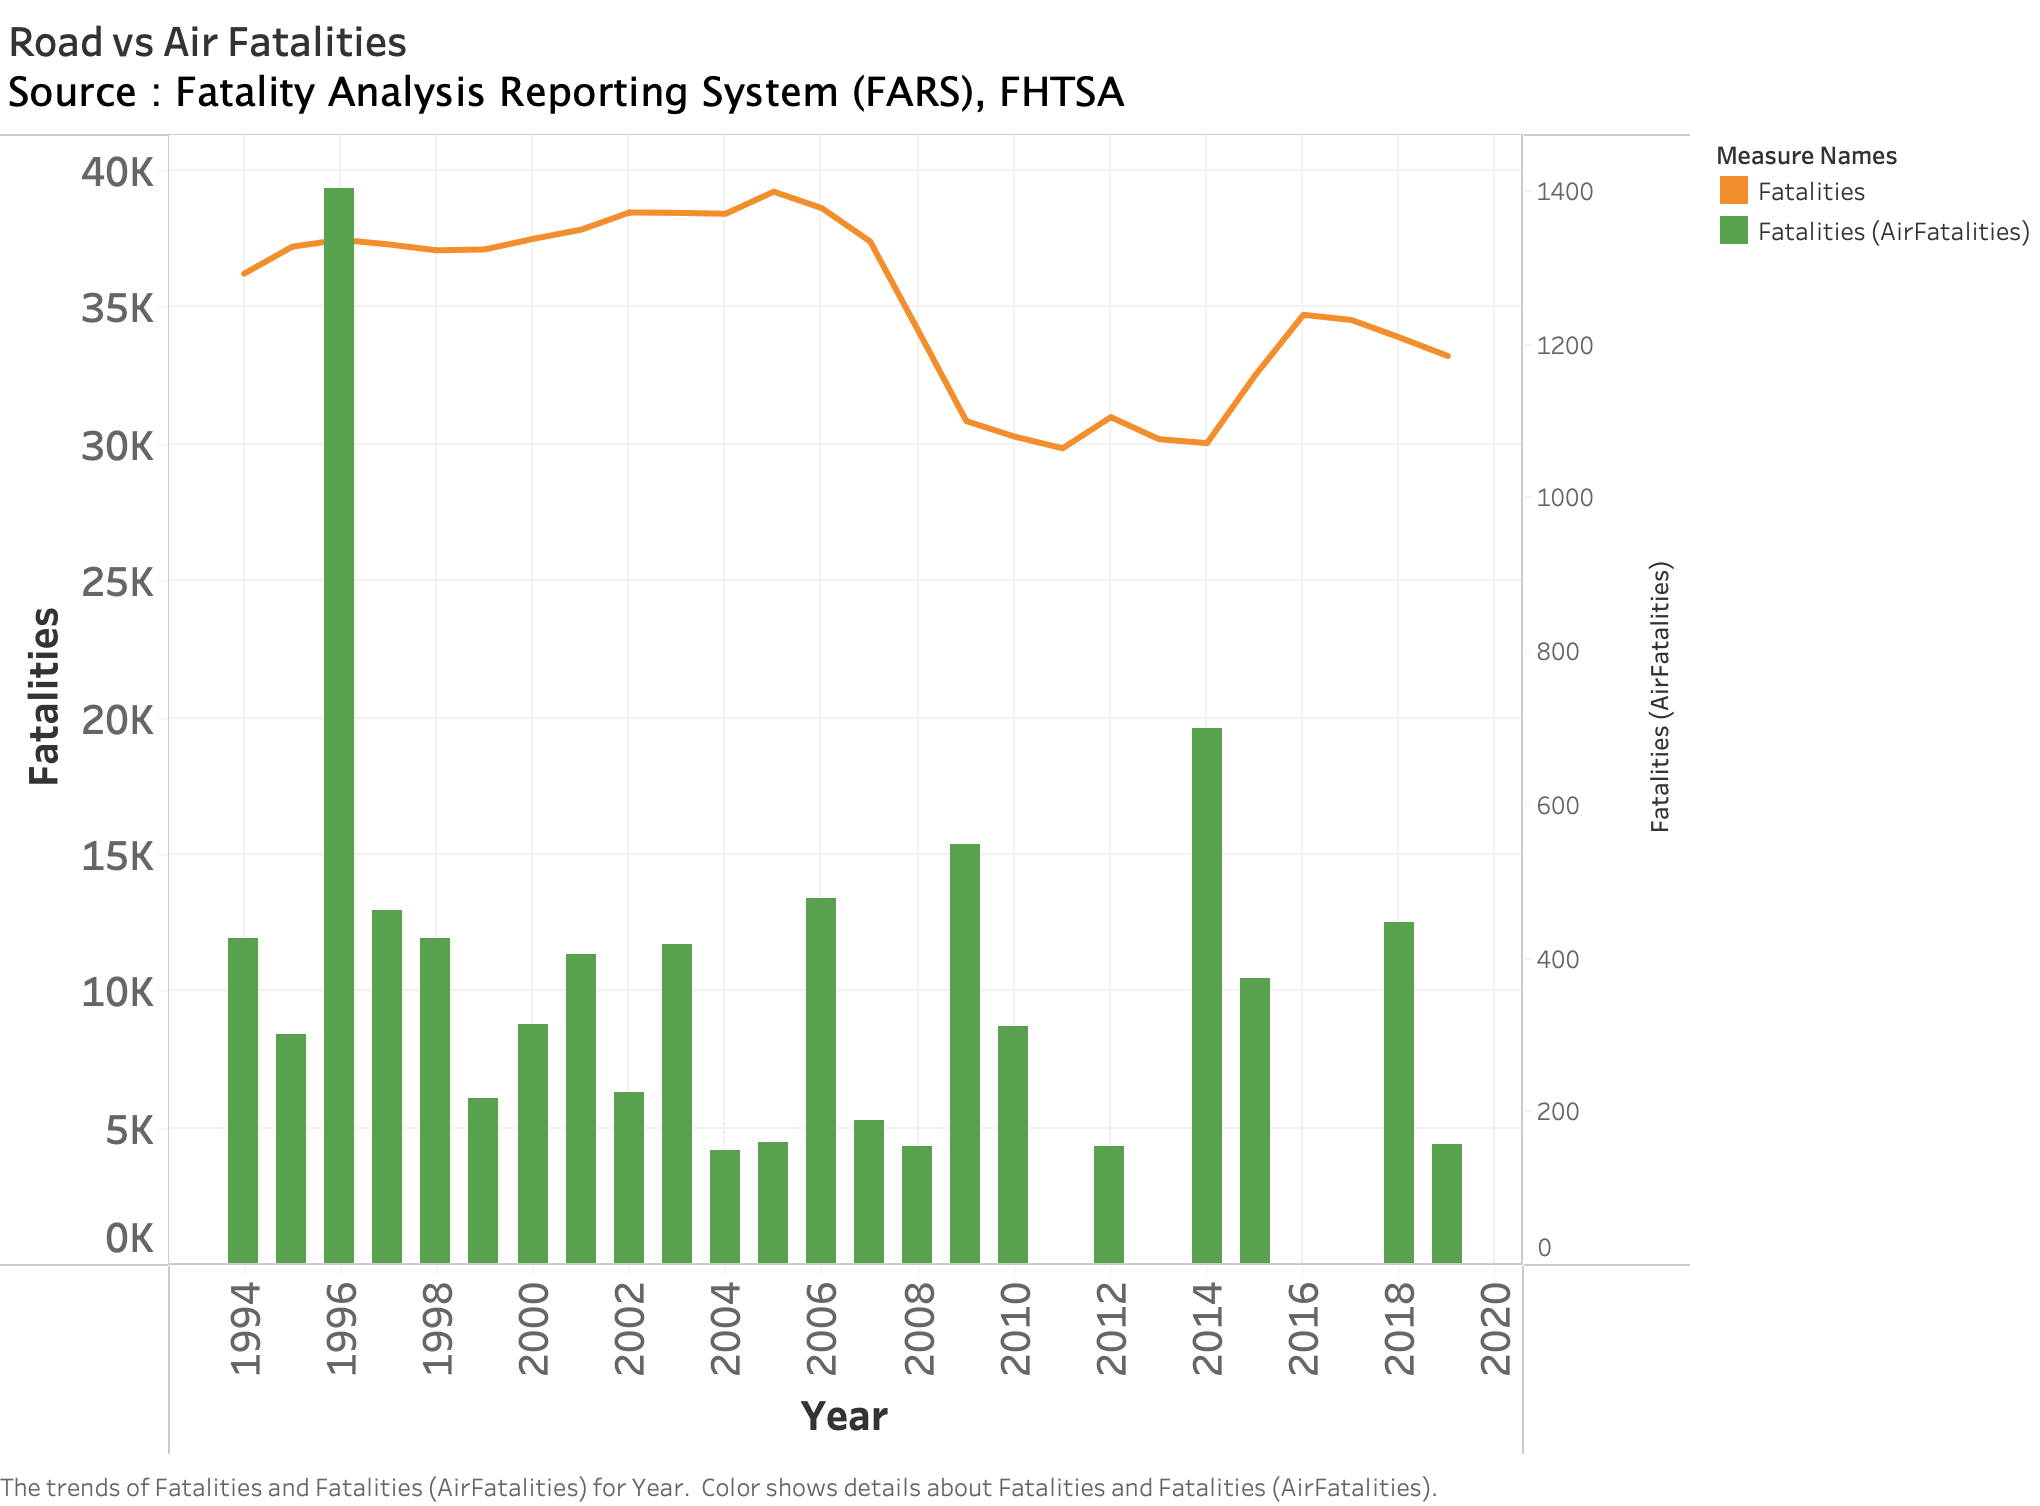 Road vs Air Fatalities
Source : Fatality Analysis Reporting System (FARS), FHTSA
40K
35K
30K
25K
20K
15K
10K
5K
0K
Fatalities
1400
1200
1000
800
600
400
200
0
Fatalities (AirFatalities)
Measure Names
Fatalities
Fatalities (AirFatalities)
1994
1996
1998
2000
2002
2004
2006
2008
2010
2012
2014
2016
2018
2020
Year
The trends of Fatalities and Fatalities (AirFatalities) for Year.  Color shows details about Fatalities and Fatalities (AirFatalities).